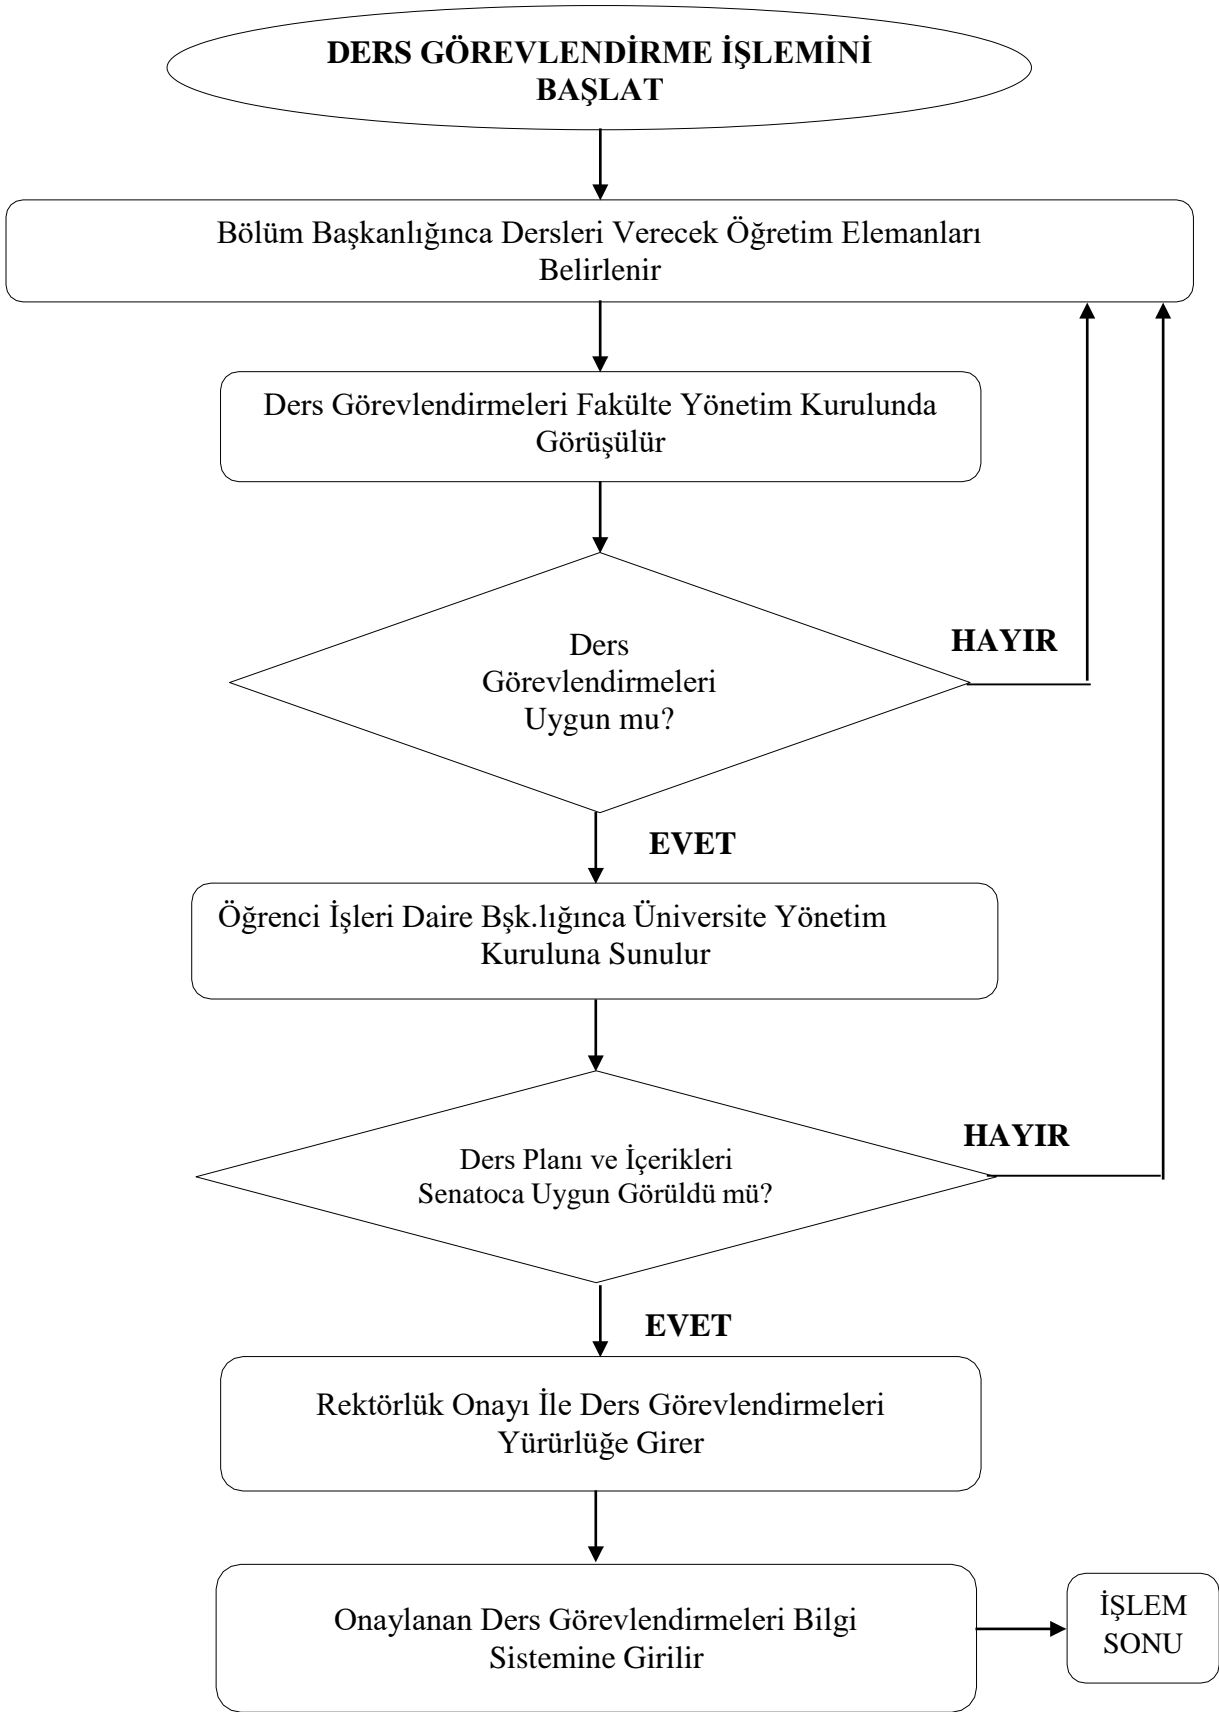 DERS GÖREVLENDİRME İŞLEMİNİ
BAŞLAT
Bölüm Başkanlığınca Dersleri Verecek Öğretim Elemanları
Belirlenir
Ders Görevlendirmeleri Fakülte Yönetim Kurulunda
Görüşülür
Ders
Görevlendirmeleri
Uygun mu?
HAYIR
EVET
Öğrenci İşleri Daire Bşk.lığınca Üniversite Yönetim
Kuruluna Sunulur
Ders Planı ve İçerikleri
Senatoca Uygun Görüldü mü?
HAYIR
EVET
Rektörlük Onayı İle Ders Görevlendirmeleri
Yürürlüğe Girer
Onaylanan Ders Görevlendirmeleri Bilgi
Sistemine Girilir
İŞLEM
SONU